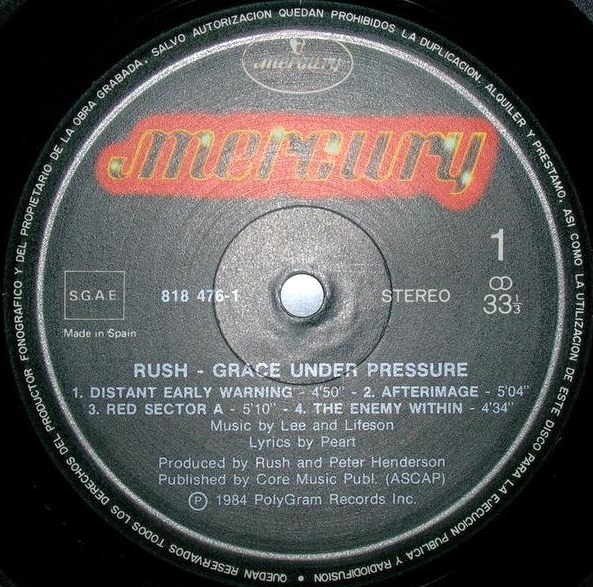 QUEDAN RESERVADOS TODOS LOS DERECHOS DEL PRODUCTOR FONOGRAFICO Y DEL PROPIETARIO DE LA OBRA GRABADA. SALVO AUTORIZACION QUEDAN PROHIBIDOS LA DUPLICACION, ALQUILER Y PRESTAMO, ASI COMO LA UTILIZACION DE ESTE DISCO PARA LA EJECUCION PUBLICA Y RADIODIFUSION •
mercury
mercury
1
S.G.A.E.
818 476-1
STEREO
33 1/3
Made in Spain
RUSH - GRACE UNDER PRESSURE
1. DISTANT EARLY WARNING - 4'50" - 2. AFTERIMAGE - 5'04"
3. RED SECTOR A - 5'10" - 4. THE ENEMY WITHIN - 4'34"
Music by Lee and Lifeson
Lyrics by Peart
Produced by Rush and Peter Henderson
Published by Core Music Publ. (ASCAP)
℗ 1984 PolyGram Records Inc.